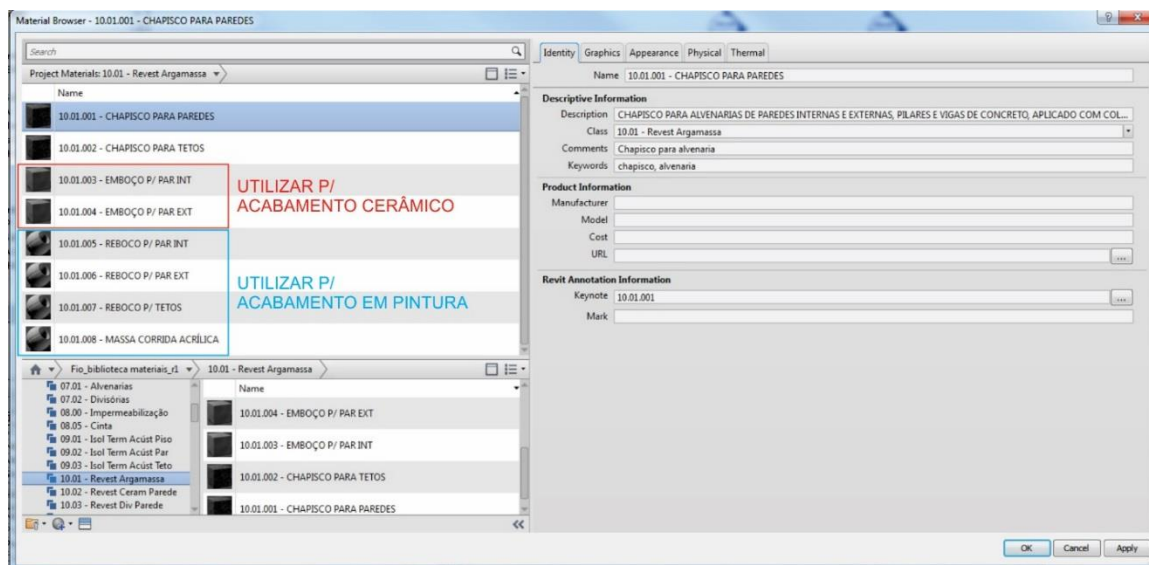 Material Browser - 10.01.001 - CHAPISCO PARA PAREDES
Search
Project Materials: 10.01 - Revest Argamassa
Name
10.01.001 - CHAPISCO PARA PAREDES
10.01.002 - CHAPISCO PARA TETOS
10.01.003 - EMBOÇO P/ PAR INT
10.01.004 - EMBOÇO P/ PAR EXT
UTILIZAR P/
ACABAMENTO CERÂMICO
10.01.005 - REBOCO P/ PAR INT
10.01.006 - REBOCO P/ PAR EXT
10.01.007 - REBOCO P/ TETOS
10.01.008 - MASSA CORRIDA ACRÍLICA
UTILIZAR P/
ACABAMENTO EM PINTURA
Fio_biblioteca materiais_r1 10.01 - Revest Argamassa
07.01 - Alvenarias
07.02 - Divisórias
08.00 - Impermeabilização
08.05 - Cinta
09.01 - Isol Term Acúst Piso
09.02 - Isol Term Acúst Par
09.03 - Isol Term Acúst Teto
10.01 - Revest Argamassa
10.02 - Revest Ceram Parede
10.03 - Revest Div Parede
Name
10.01.004 - EMBOÇO P/ PAR EXT
10.01.003 - EMBOÇO P/ PAR INT
10.01.002 - CHAPISCO PARA TETOS
10.01.001 - CHAPISCO PARA PAREDES
Identity Graphics Appearance Physical Thermal
Name 10.01.001 - CHAPISCO PARA PAREDES
Descriptive Information
Description CHAPISCO PARA ALVENARIAS DE PAREDES INTERNAS E EXTERNAS, PILARES E VIGAS DE CONCRETO, APLICADO COM COL...
Class 10.01 - Revest Argamassa
Comments Chapisco para alvenaria
Keywords chapisco, alvenaria
Product Information
Manufacturer
Model
Cost
URL ...
Revit Annotation Information
Keynote 10.01.001 ...
Mark
OK Cancel Apply